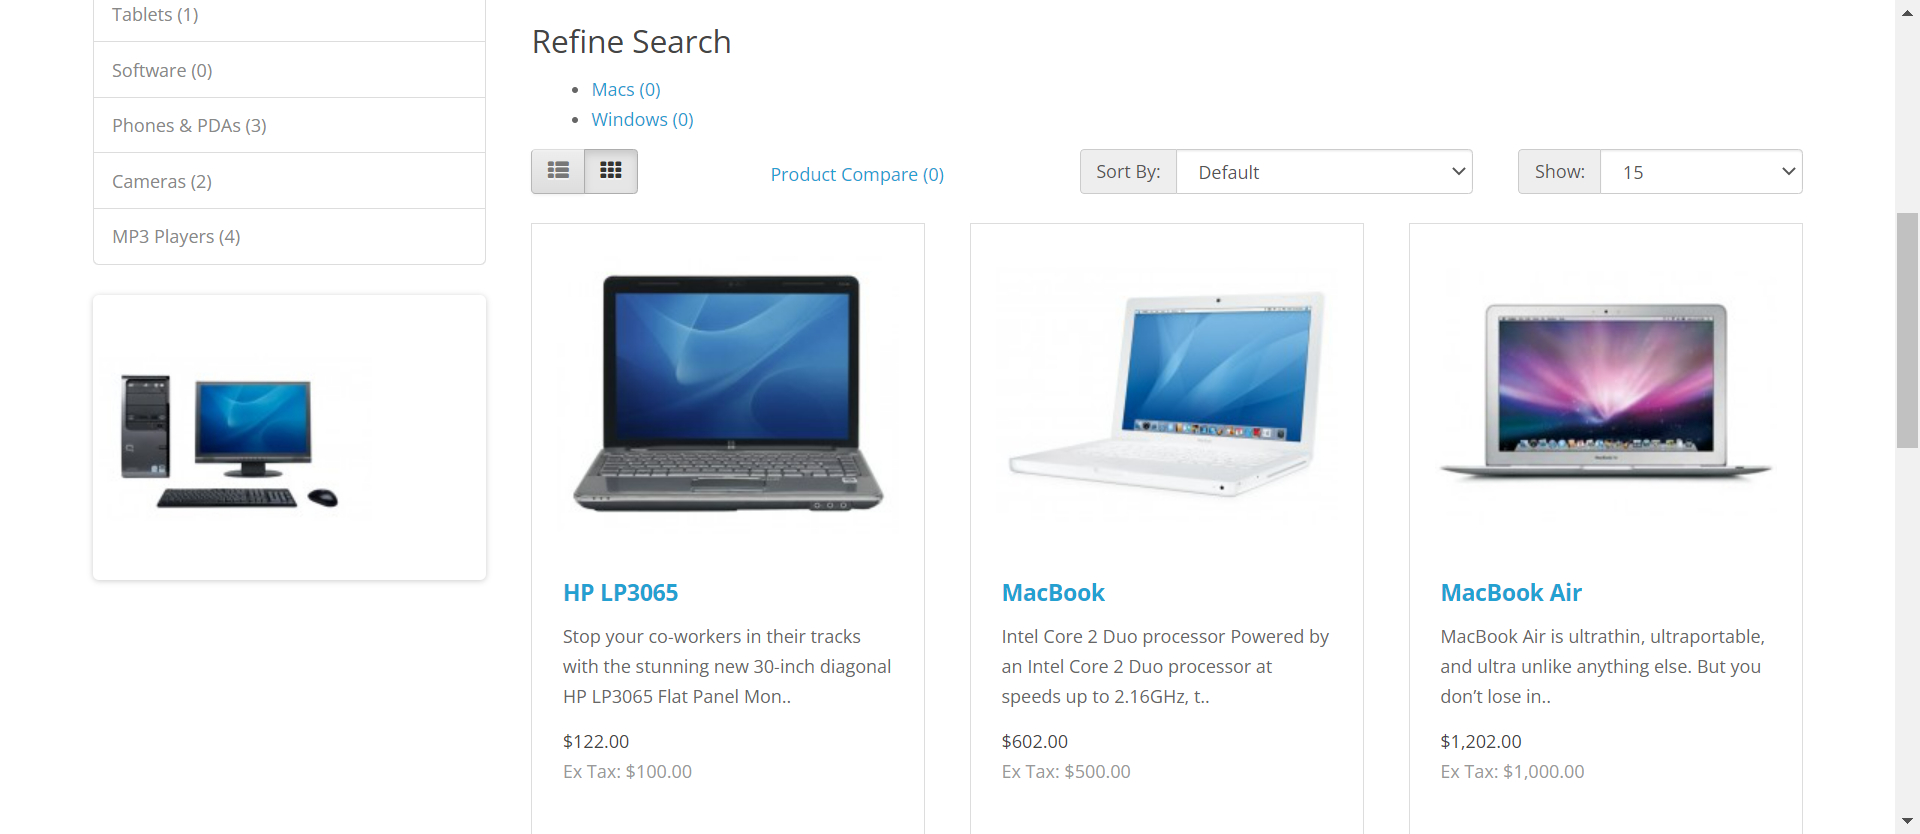 Tablets (1)
Software (0)
Phones & PDAs (3)
Cameras (2)
MP3 Players (4)
Refine Search
Macs (0)
Windows (0)
Product Compare (0)
Sort By:
Default
Show:
15
HP LP3065
Stop your co-workers in their tracks
with the stunning new 30-inch diagonal
HP LP3065 Flat Panel Mon..
$122.00
Ex Tax: $100.00
MacBook
Intel Core 2 Duo processor Powered by
an Intel Core 2 Duo processor at
speeds up to 2.16GHz, t..
$602.00
Ex Tax: $500.00
MacBook Air
MacBook Air is ultrathin, ultraportable,
and ultra unlike anything else. But you
don’t lose in..
$1,202.00
Ex Tax: $1,000.00